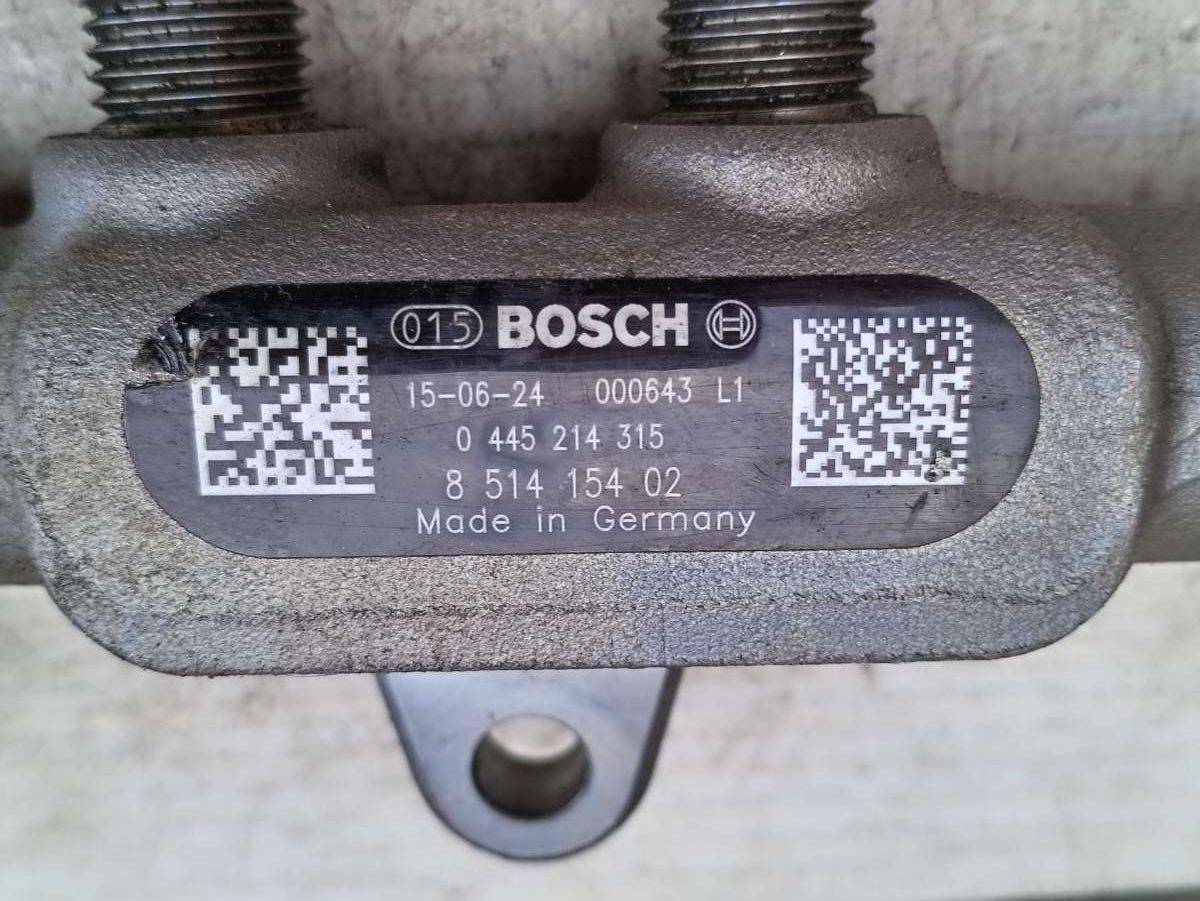 015 BOSCH
15-06-24 000643 L1
0 445 214 315
8 514 154 02
Made in Germany